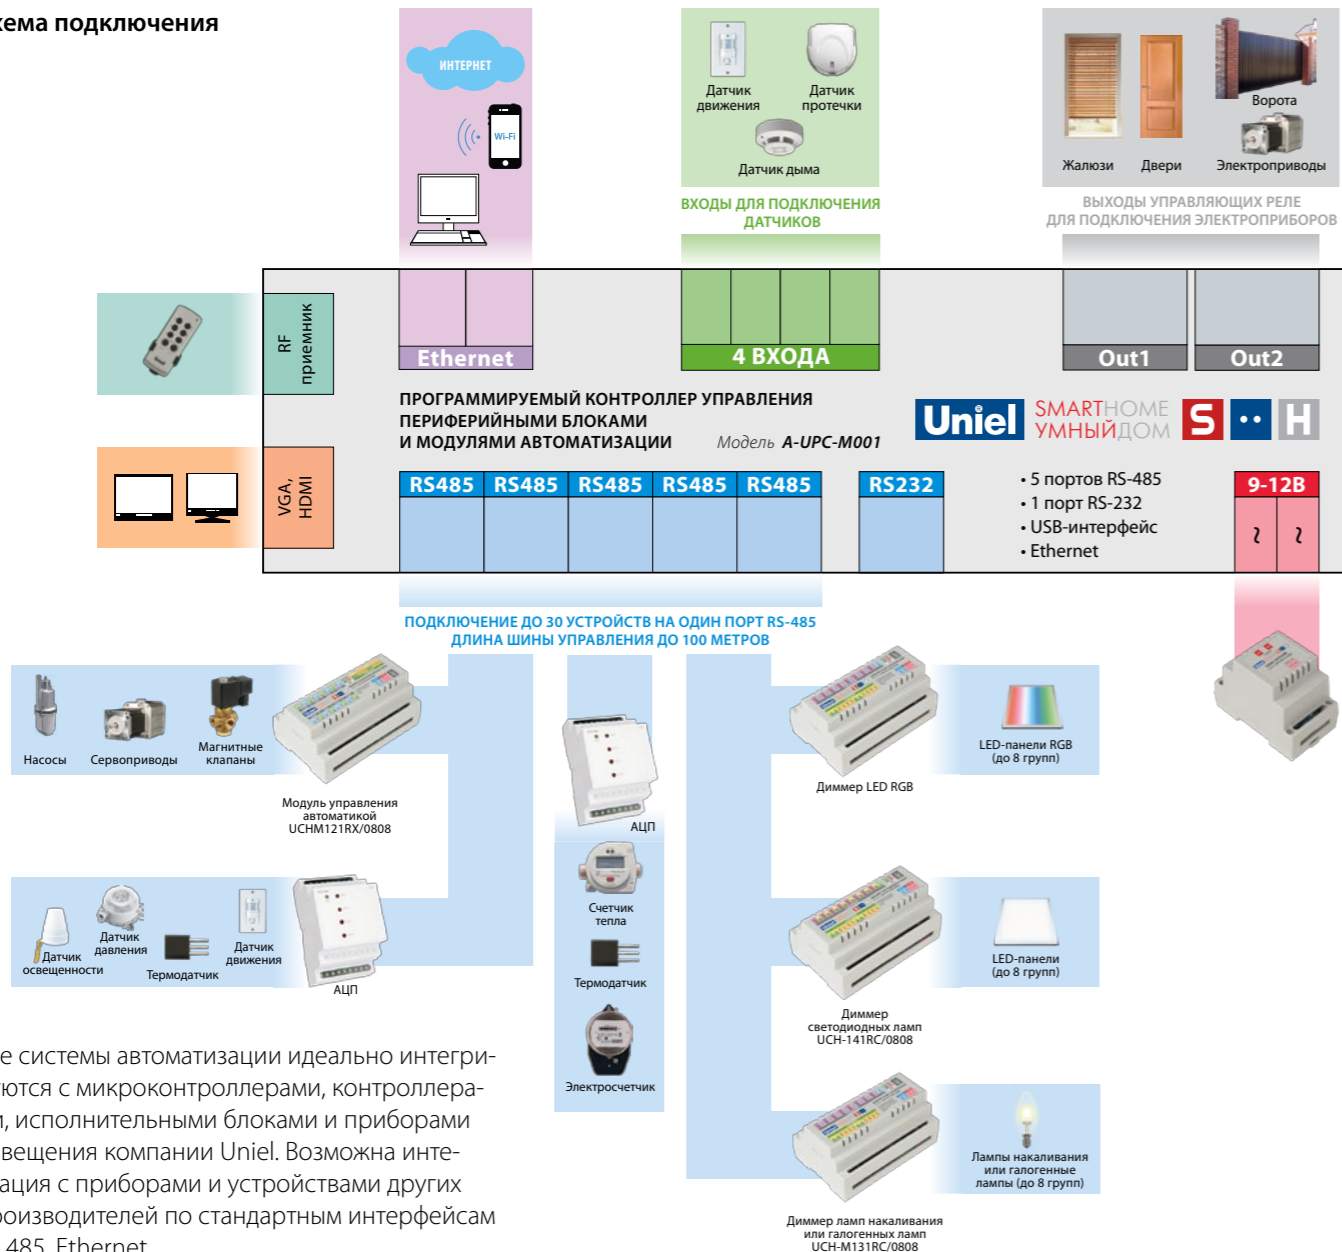 хема подключения
ИНТЕРНЕТ
Wi-Fi
Датчик
движения
Датчик
протечки
Датчик дыма
ВХОДЫ ДЛЯ ПОДКЛЮЧЕНИЯ
ДАТЧИКОВ
Жалюзи
Двери
Ворота
Электроприводы
ВЫХОДЫ УПРАВЛЯЮЩИХ РЕЛЕ
ДЛЯ ПОДКЛЮЧЕНИЯ ЭЛЕКТРОПРИБОРОВ
RF
приемник
Ethernet
4 ВХОДА
Out1
Out2
ПРОГРАММИРУЕМЫЙ КОНТРОЛЛЕР УПРАВЛЕНИЯ
ПЕРИФЕРИЙНЫМИ БЛОКАМИ
И МОДУЛЯМИ АВТОМАТИЗАЦИИ Модель A-UPC-M001
Uniel
SMARTHOME
УМНЫЙДОМ
S
H
VGA,
HDMI
RS485 RS485 RS485 RS485 RS485
RS232
• 5 портов RS-485
• 1 порт RS-232
• USB-интерфейс
• Ethernet
9-12В
~ ~
ПОДКЛЮЧЕНИЕ ДО 30 УСТРОЙСТВ НА ОДИН ПОРТ RS-485
ДЛИНА ШИНЫ УПРАВЛЕНИЯ ДО 100 МЕТРОВ
Насосы
Сервоприводы
Магнитные
клапаны
Модуль управления
автоматикой
UCHM121RX/0808
АЦП
Диммер LED RGB
LED-панели RGB
(до 8 групп)
Датчик
освещенности
Датчик
давления
Термодатчик
Датчик
движения
АЦП
Счетчик
тепла
Термодатчик
Электросчетчик
Диммер
светодиодных ламп
UCH-141RC/0808
LED-панели
(до 8 групп)
Диммер ламп накаливания
или галогенных ламп
UCH-M131RC/0808
Лампы накаливания
или галогенные
лампы (до 8 групп)
е системы автоматизации идеально интегри-
уются с микроконтроллерами, контроллера-
и, исполнительными блоками и приборами
вещения компании Uniel. Возможна инте-
ация с приборами и устройствами других
роизводителей по стандартным интерфейсам
485, Ethernet